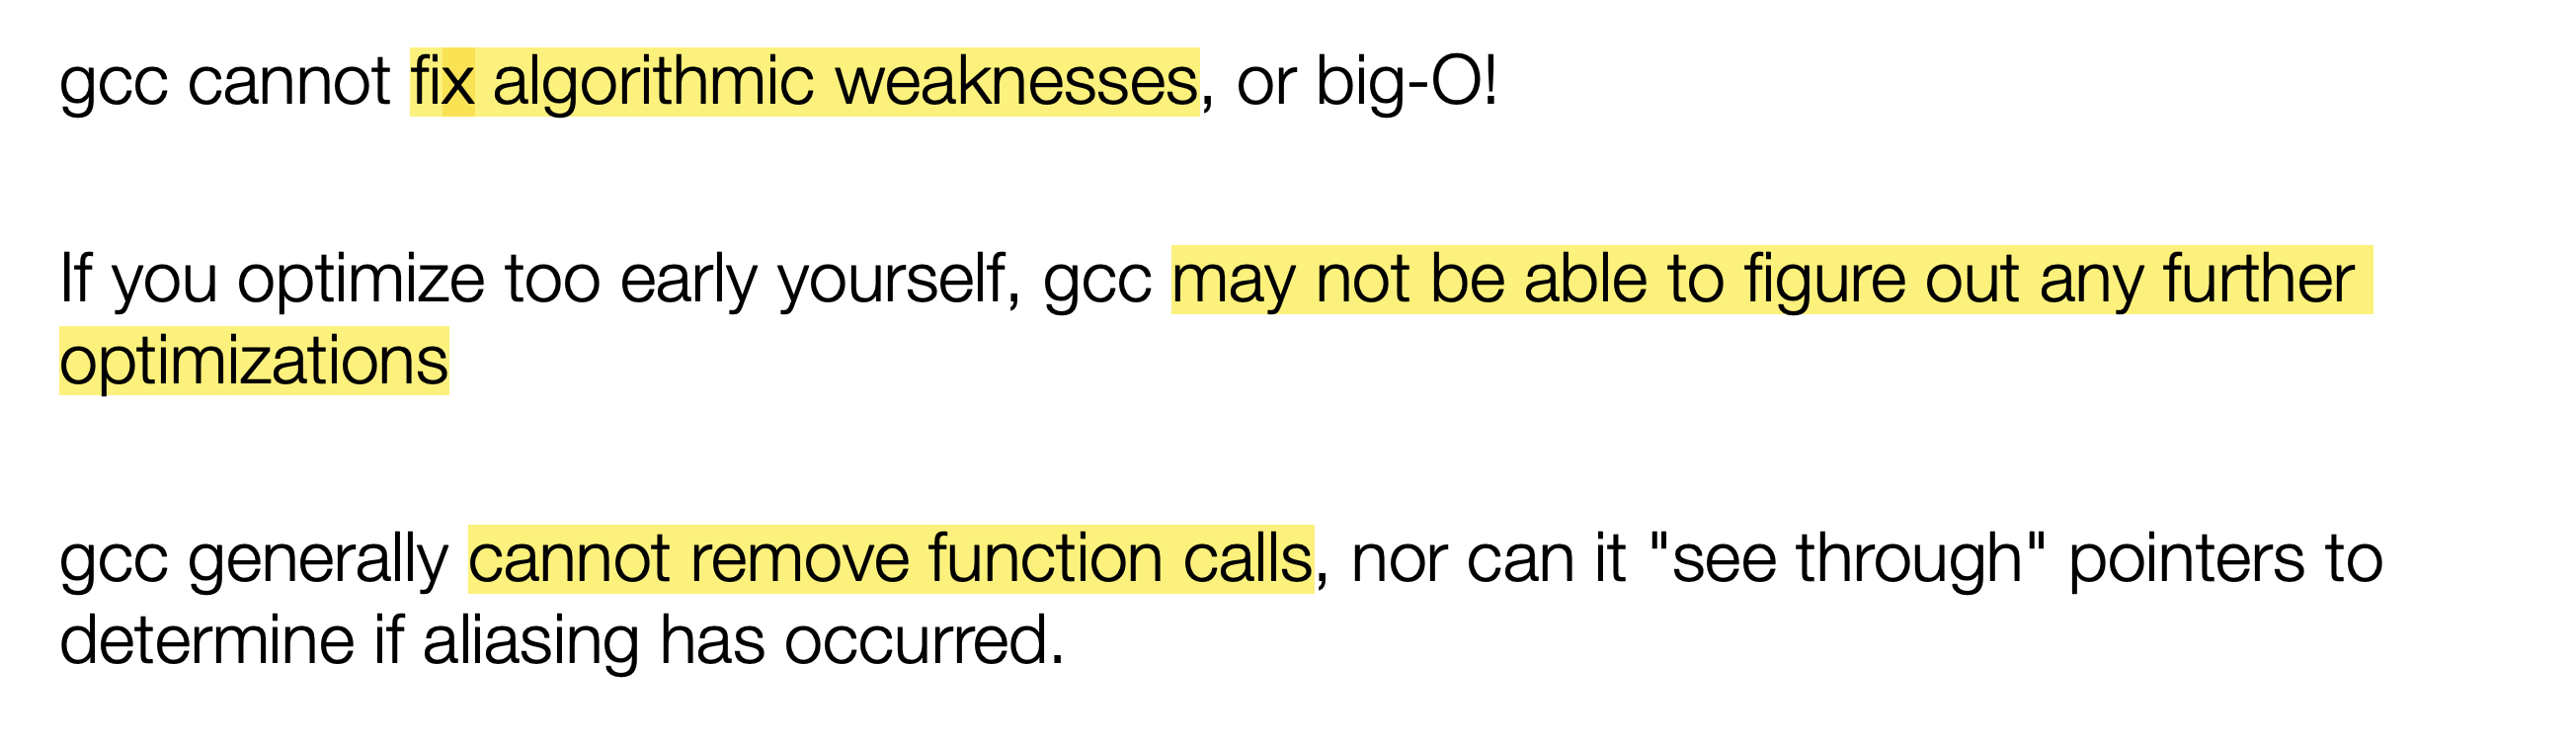 gcc cannot fix algorithmic weaknesses, or big-O!
If you optimize too early yourself, gcc may not be able to figure out any further
optimizations
gcc generally cannot remove function calls, nor can it "see through" pointers to
determine if aliasing has occurred.